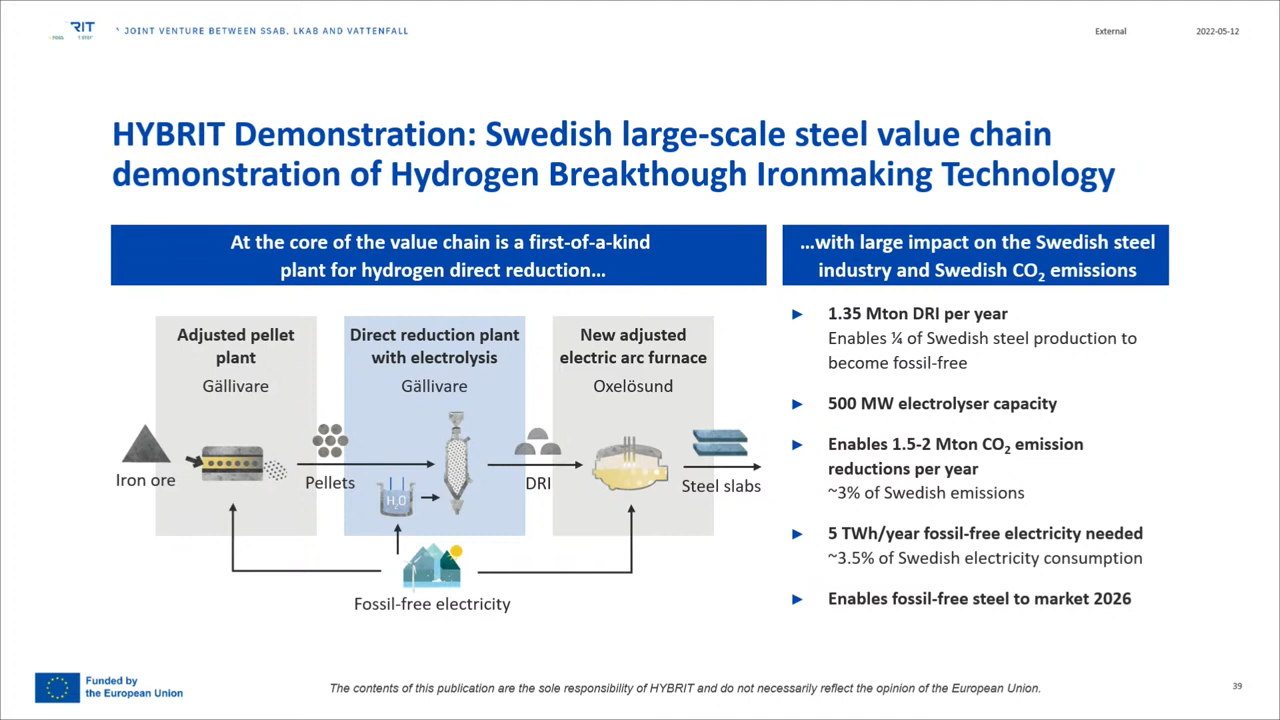 RIT
JOINT VENTURE BETWEEN SSAB, LKAB AND VATTENFALL
External
2022-05-12
HYBRIT Demonstration: Swedish large-scale steel value chain
demonstration of Hydrogen Breakthough Ironmaking Technology
At the core of the value chain is a first-of-a-kind
plant for hydrogen direct reduction…
Adjusted pellet
plant
Gällivare
Direct reduction plant
with electrolysis
Gällivare
New adjusted
electric arc furnace
Oxelösund
Iron ore
Pellets
H₂O
DRI
Steel slabs
Fossil-free electricity
…with large impact on the Swedish steel
industry and Swedish CO₂ emissions
► 1.35 Mton DRI per year
Enables ¼ of Swedish steel production to
become fossil-free
► 500 MW electrolyser capacity
► Enables 1.5-2 Mton CO₂ emission
reductions per year
~3% of Swedish emissions
► 5 TWh/year fossil-free electricity needed
~3.5% of Swedish electricity consumption
► Enables fossil-free steel to market 2026
Funded by
the European Union
The contents of this publication are the sole responsibility of HYBRIT and do not necessarily reflect the opinion of the European Union.
39